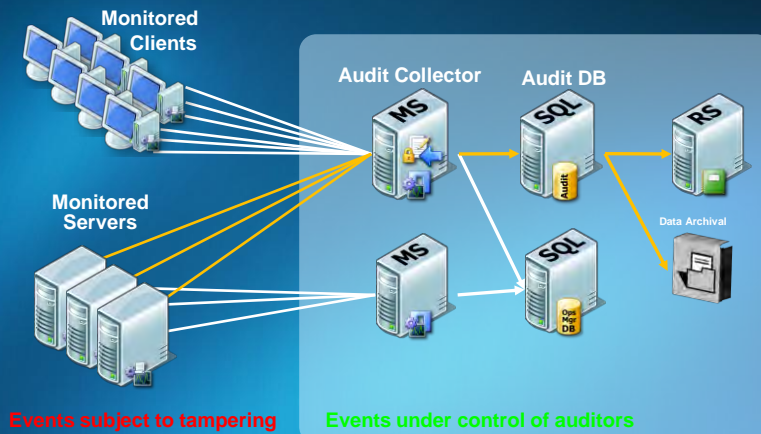 Monitored
Clients
Audit Collector
Audit DB
MS
SQL
Audit
RS
Monitored
Servers
Data Archival
MS
SQL
Ops
Mgr
DB
Events subject to tampering
Events under control of auditors